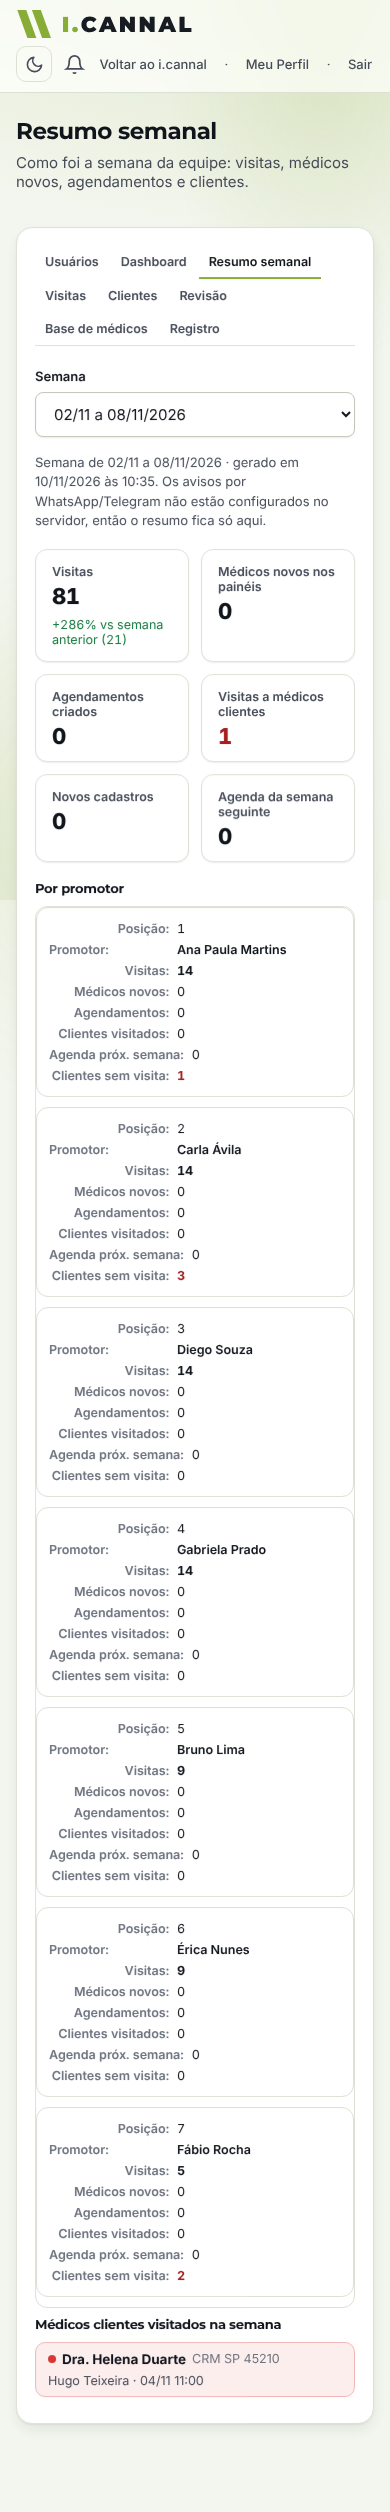 I.CANNAL
Voltar ao i.cannal · Meu Perfil · Sair
Resumo semanal
Como foi a semana da equipe: visitas, médicos
novos, agendamentos e clientes.
Usuários Dashboard Resumo semanal
Visitas Clientes Revisão
Base de médicos Registro
Semana
02/11 a 08/11/2026
Semana de 02/11 a 08/11/2026 · gerado em
10/11/2026 às 10:35. Os avisos por
WhatsApp/Telegram não estão configurados no
servidor, então o resumo fica só aqui.
Visitas
81
+286% vs semana
anterior (21)
Médicos novos nos
painéis
0
Agendamentos
criados
0
Visitas a médicos
clientes
1
Novos cadastros
0
Agenda da semana
seguinte
0
Por promotor
Posição: 1
Promotor: Ana Paula Martins
Visitas: 14
Médicos novos: 0
Agendamentos: 0
Clientes visitados: 0
Agenda próx. semana: 0
Clientes sem visita: 1
Posição: 2
Promotor: Carla Ávila
Visitas: 14
Médicos novos: 0
Agendamentos: 0
Clientes visitados: 0
Agenda próx. semana: 0
Clientes sem visita: 3
Posição: 3
Promotor: Diego Souza
Visitas: 14
Médicos novos: 0
Agendamentos: 0
Clientes visitados: 0
Agenda próx. semana: 0
Clientes sem visita: 0
Posição: 4
Promotor: Gabriela Prado
Visitas: 14
Médicos novos: 0
Agendamentos: 0
Clientes visitados: 0
Agenda próx. semana: 0
Clientes sem visita: 0
Posição: 5
Promotor: Bruno Lima
Visitas: 9
Médicos novos: 0
Agendamentos: 0
Clientes visitados: 0
Agenda próx. semana: 0
Clientes sem visita: 0
Posição: 6
Promotor: Érica Nunes
Visitas: 9
Médicos novos: 0
Agendamentos: 0
Clientes visitados: 0
Agenda próx. semana: 0
Clientes sem visita: 0
Posição: 7
Promotor: Fábio Rocha
Visitas: 5
Médicos novos: 0
Agendamentos: 0
Clientes visitados: 0
Agenda próx. semana: 0
Clientes sem visita: 2
Médicos clientes visitados na semana
Dra. Helena Duarte CRM SP 45210
Hugo Teixeira · 04/11 11:00